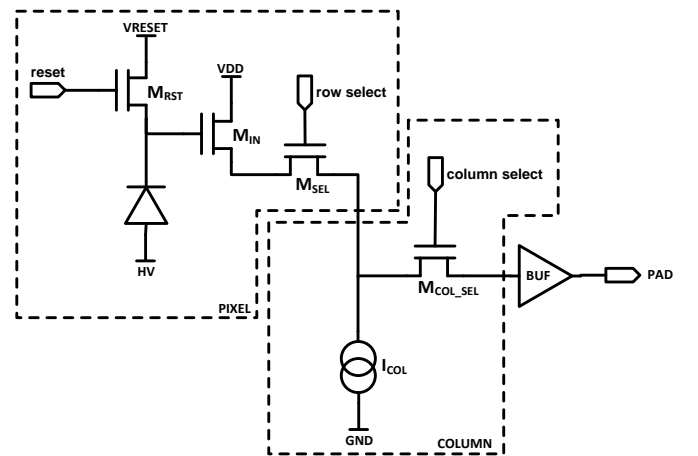 VRESET
reset
MRST
VDD
row select
MIN
MSEL
column select
HV
BUF
PAD
MCOL_SEL
PIXEL
ICOL
GND
COLUMN